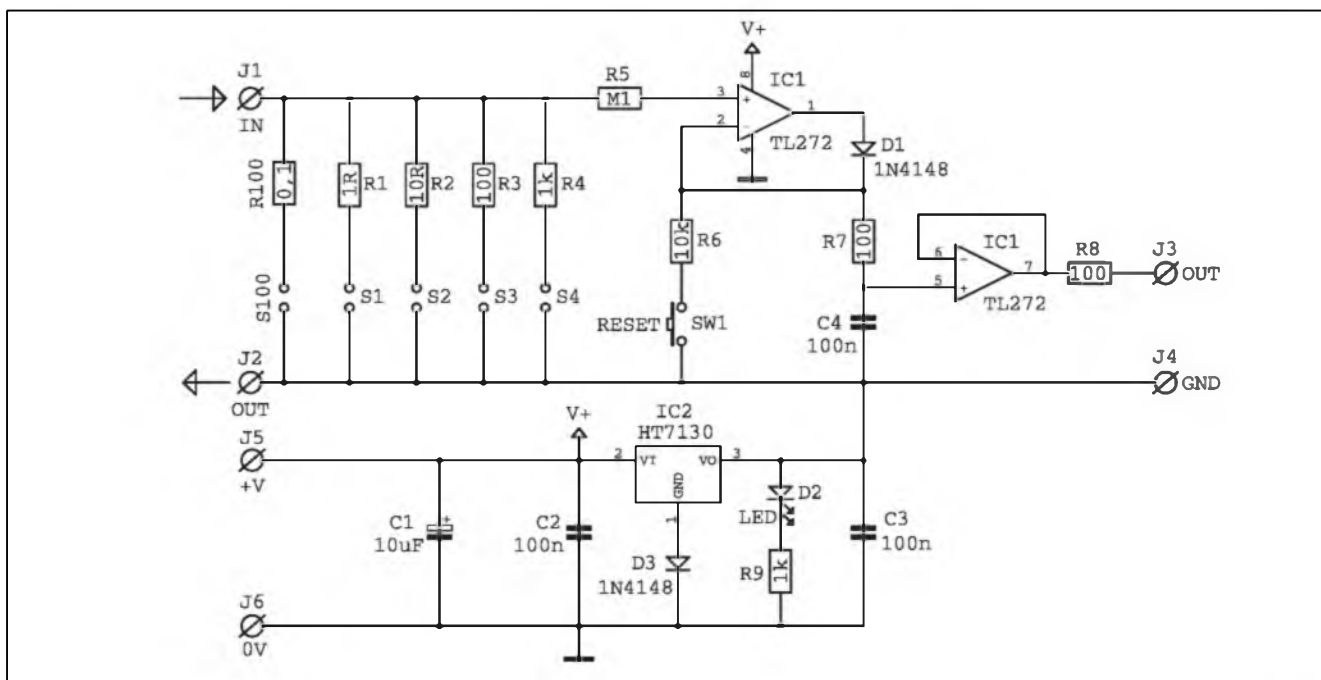 V+
J1
IN
R5
M1
3
+
2
-
8
4
IC1
1
TL272
D1
1N4148
R100
0,1
1R
R1
10R
R2
100
R3
1k
R4
10k
R6
R7
100
6
-
5
+
IC1
7
TL272
R8
100
J3
OUT
S100
S1
S2
S3
S4
RESET
SW1
C4
100n
J2
OUT
J4
GND
J5
+V
V+
IC2
HT7130
2
VT
VO
3
GND
1
C1
10uF
+
C2
100n
D3
1N4148
D2
LED
R9
1k
C3
100n
J6
0V